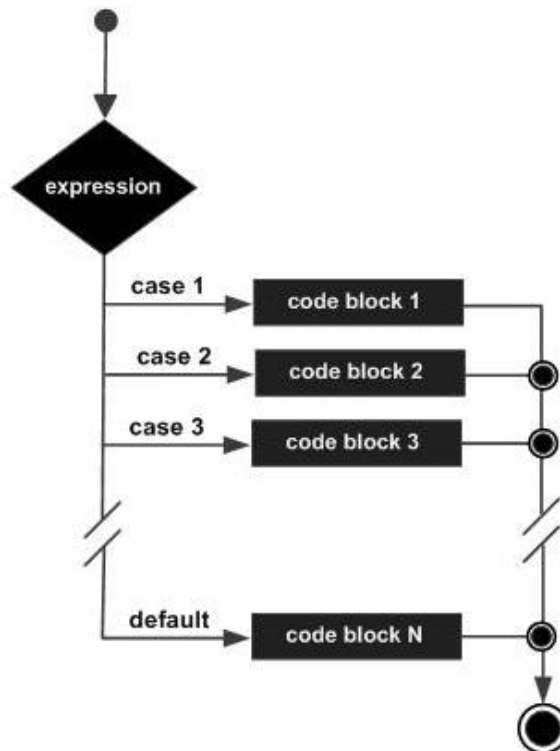 expression
case 1
code block 1
case 2
code block 2
case 3
code block 3
default
code block N